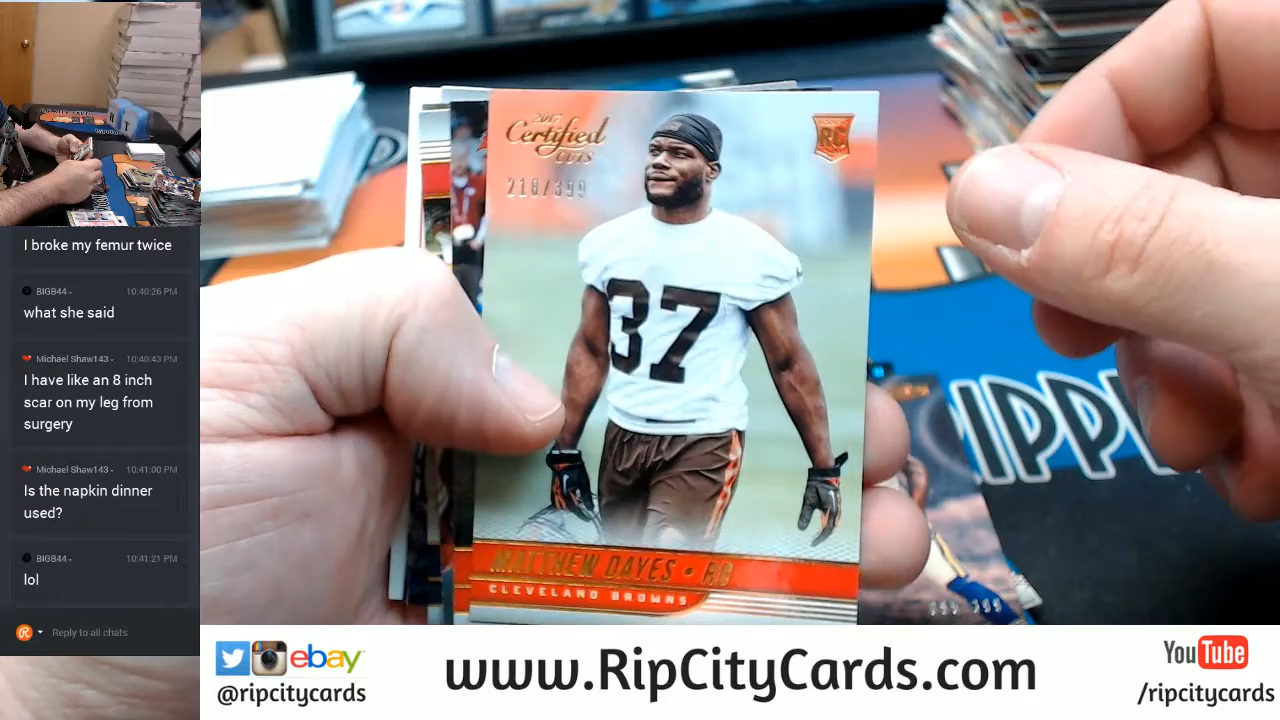 I broke my femur twice
BIGB44 - 10:40:26 PM
what she said
Michael Shaw143 - 10:40:43 PM
I have like an 8 inch
scar on my leg from
surgery
Michael Shaw143 - 10:41:00 PM
Is the napkin dinner
used?
BIGB44 - 10:41:21 PM
lol
Reply to all chats
2017
Certified
CUTS
218/399
RC
37
MATTHEW DAYES • RB
CLEVELAND BROWNS
IPP
ebay
@ripcitycards
www.RipCityCards.com
YouTube
/ripcitycards